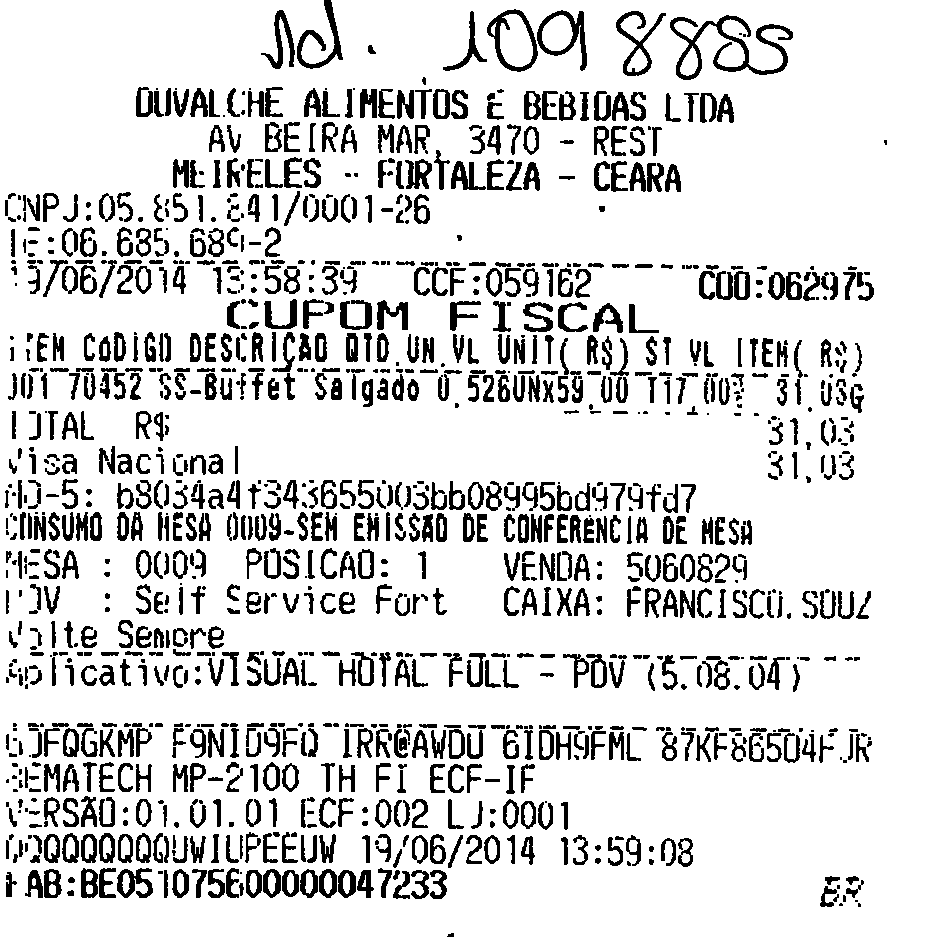 1098855
DUVALCHE ALIMENTOS E BEBIDAS LTDA
AV BEIRA MAR, 3470 - REST
MEIRELES - FORTALEZA - CEARA
CNPJ:05.851.841/0001-26
IE:06.685.689-2
19/06/2014 13:58:39 CCF:059162 COO:062975
CUPOM FISCAL
ITEM CODIGO DESCRIÇÃO QTD.UN.VL UNIT( R$) ST VL ITEM( R$)
001 70452 SS-Buffet Salgado 0,526UNx59,00 T17,00% 31,03G
TOTAL R$ 31,03
Visa Nacional 31,03
MD-5: b8034a4f343655003bb08995bd979fd7
CONSUMO DA MESA 0009-SEM EMISSÃO DE CONFERENCIA DE MESA
MESA : 0009 POSICAO: 1 VENDA: 5060829
PDV : Self Service Fort CAIXA: FRANCISCO.SOUZ
Volte Sempre
Aplicativo:VISUAL HOTAL FULL - PDV (5.08.04)
F9NID9FQ IRR@AWDU 6IDH9FML 87KF86504FJR
BEMATECH MP-2100 TH FI ECF-IF
VERSÃO:01.01.01 ECF:002 LJ:0001
QQQQQQQQQUWIUPEEUW 19/06/2014 13:59:08
FAB:BE0510756000000047233
BR